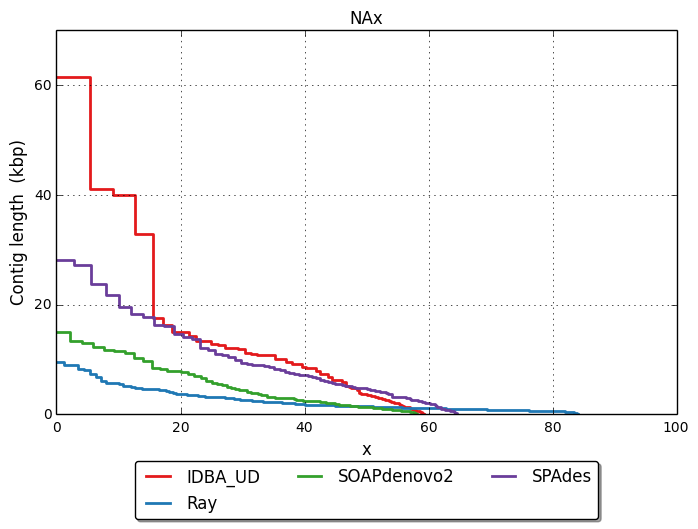 NAx
Contig length (kbp)
60
40
20
0
0 20 40 60 80 100
x
IDBA_UD SOAPdenovo2 SPAdes
Ray